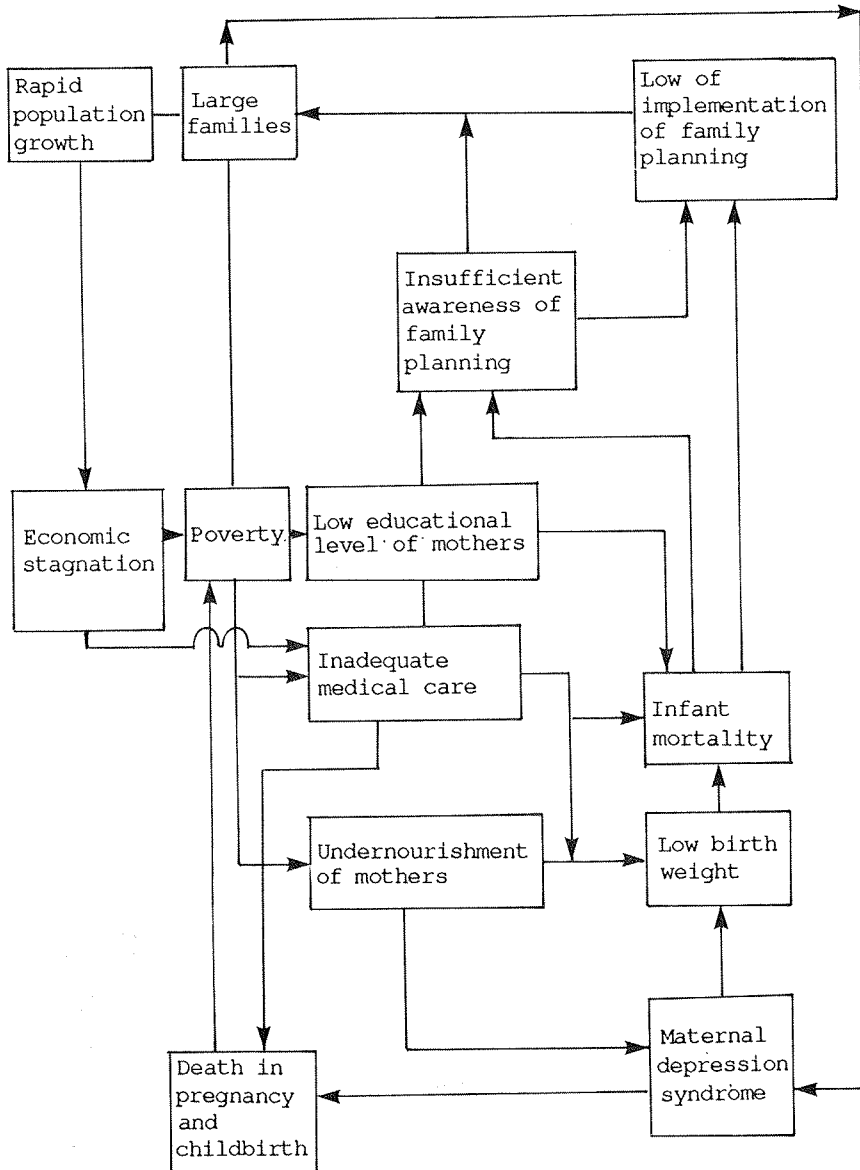 Rapid
population
growth
Large
families
Low of
implementation
of family
planning
Insufficient
awareness of
family
planning
Economic
stagnation
Poverty
Low educational
level of mothers
Inadequate
medical care
Infant
mortality
Undernourishment
of mothers
Low birth
weight
Death in
pregnancy
and
childbirth
Maternal
depression
syndrome